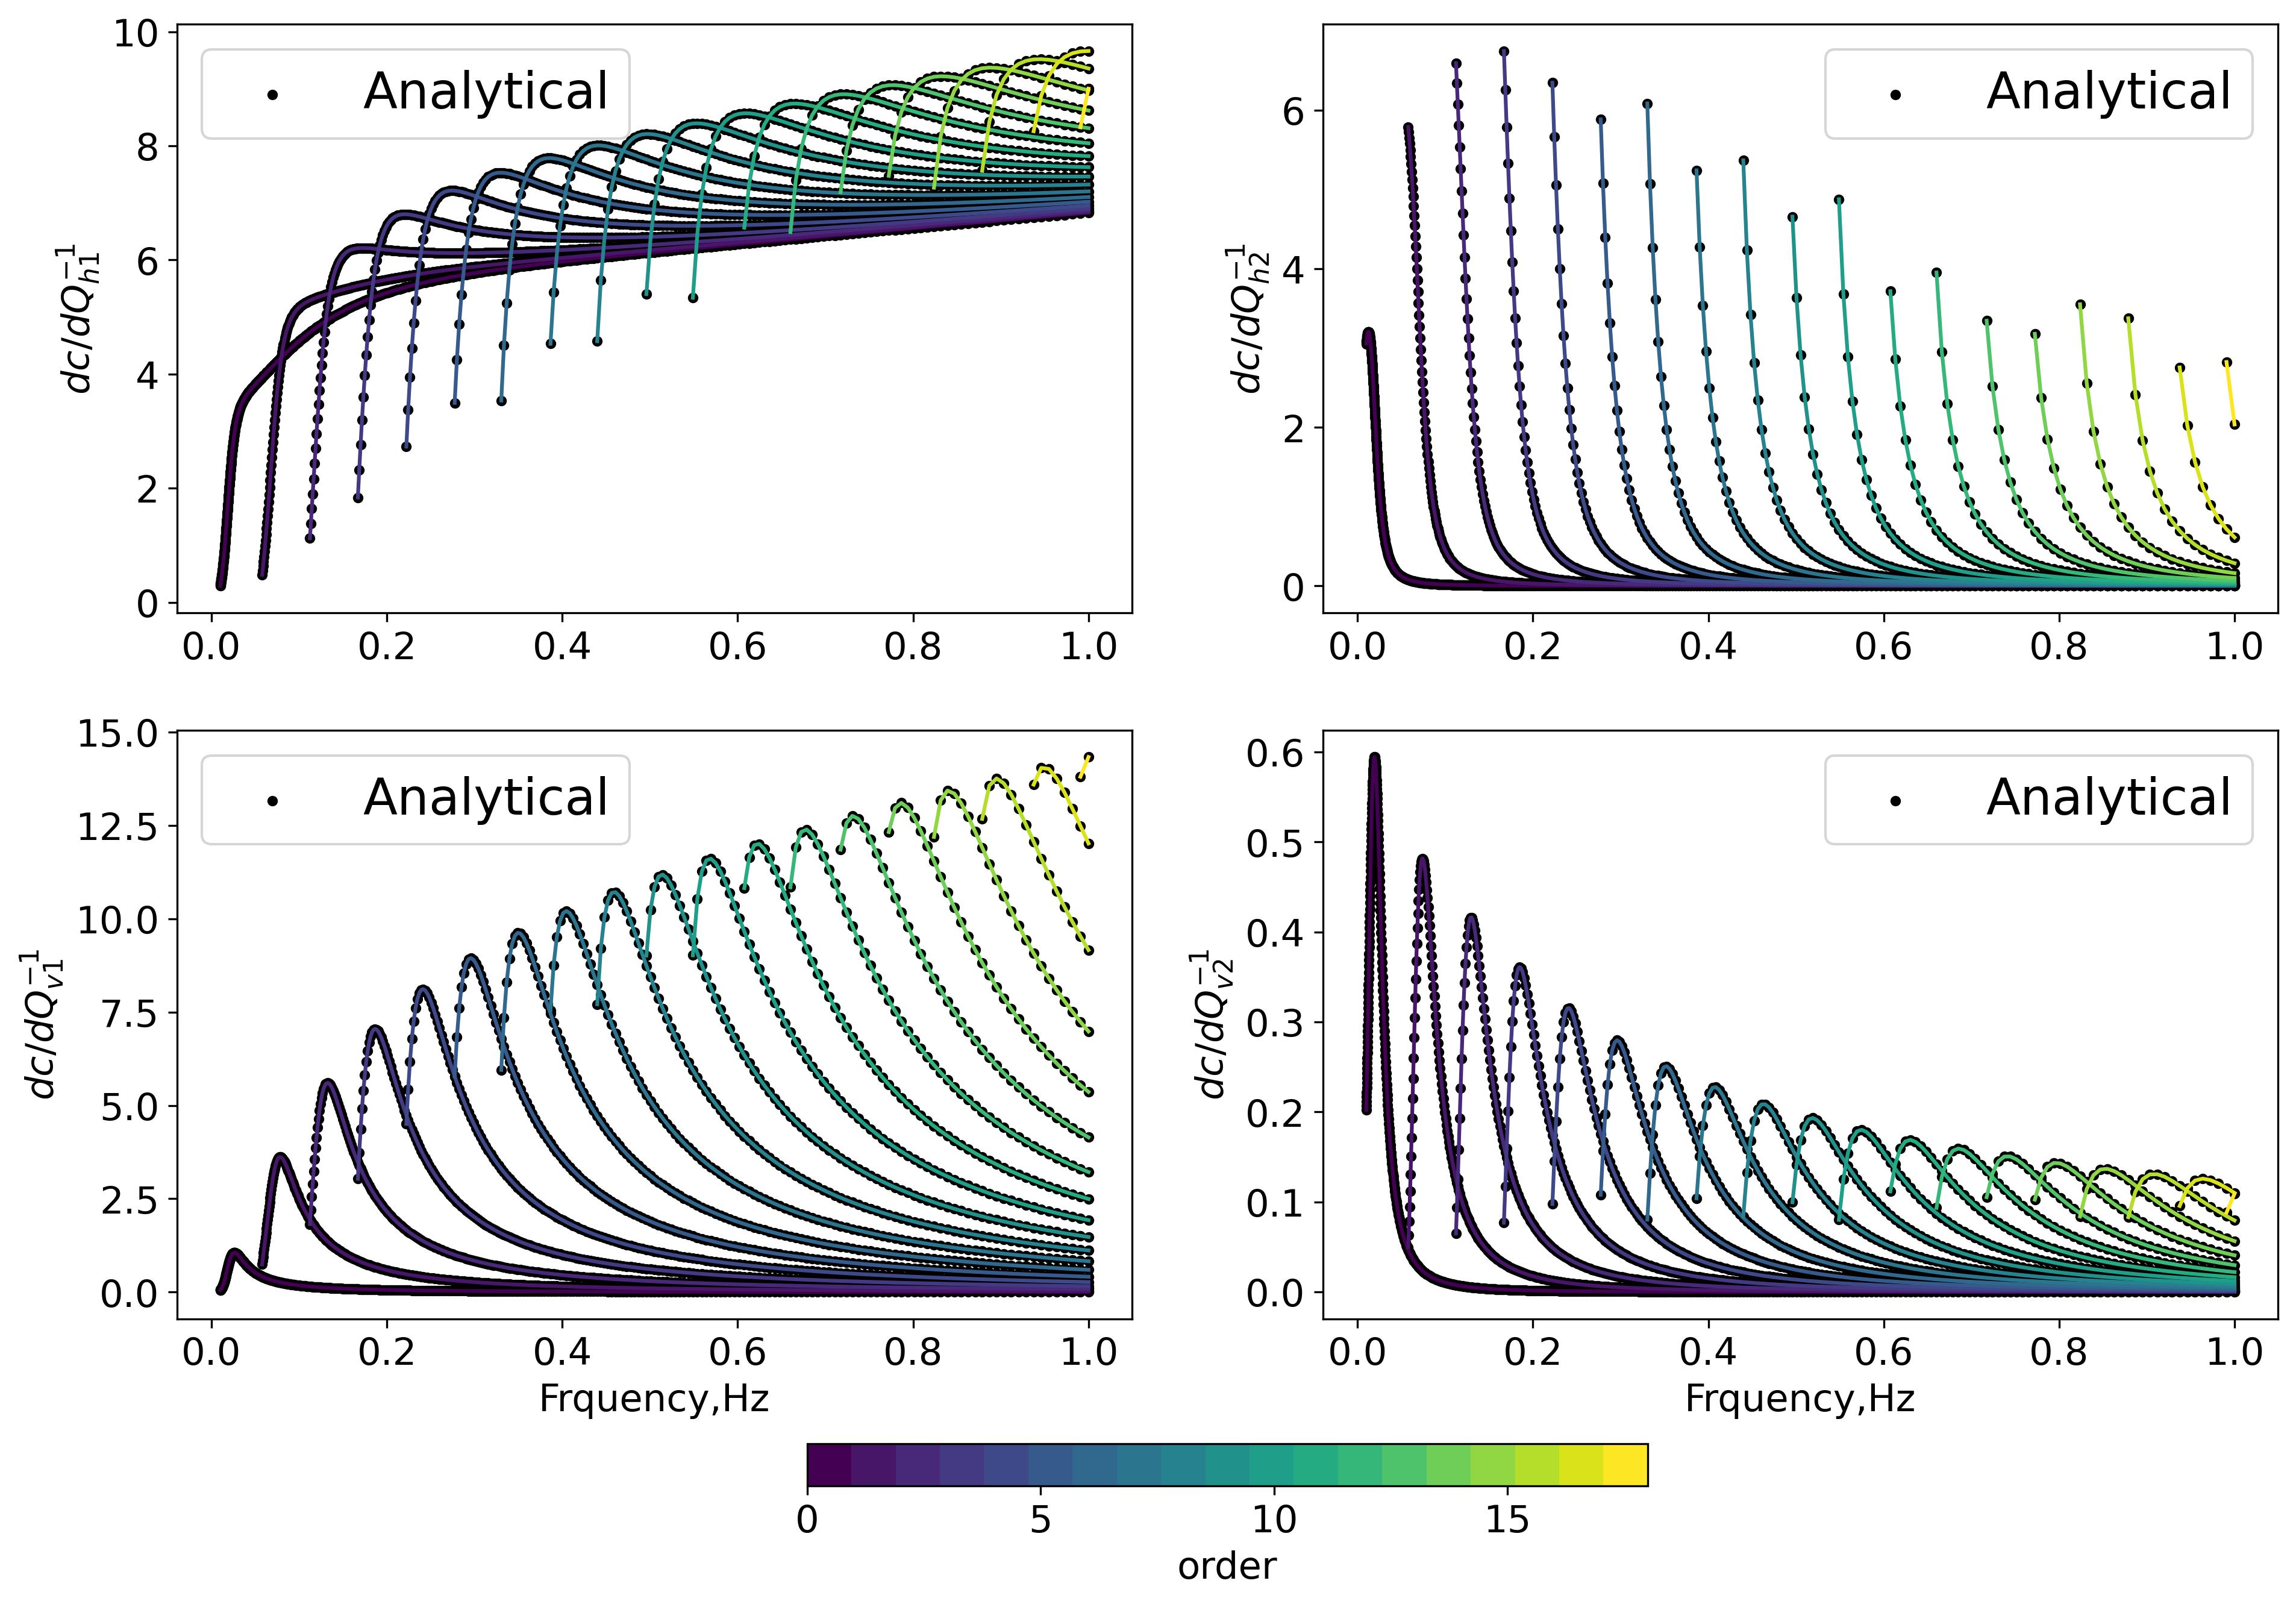 10
8
6
4
2
0
dc/dQ_{h1}^{-1}
Analytical
0.0 0.2 0.4 0.6 0.8 1.0
6
4
2
0
dc/dQ_{h2}^{-1}
Analytical
0.0 0.2 0.4 0.6 0.8 1.0
15.0
12.5
10.0
7.5
5.0
2.5
0.0
dc/dQ_{v1}^{-1}
Analytical
0.0 0.2 0.4 0.6 0.8 1.0
Frquency,Hz
0.6
0.5
0.4
0.3
0.2
0.1
0.0
dc/dQ_{v2}^{-1}
Analytical
0.0 0.2 0.4 0.6 0.8 1.0
Frquency,Hz
0 5 10 15
order